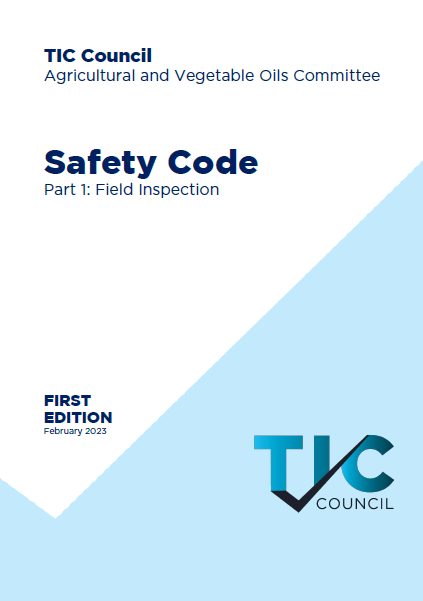 TIC Council
Agricultural and Vegetable Oils Committee
Safety Code
Part 1: Field Inspection
FIRST
EDITION
February 2023
TIC
COUNCIL